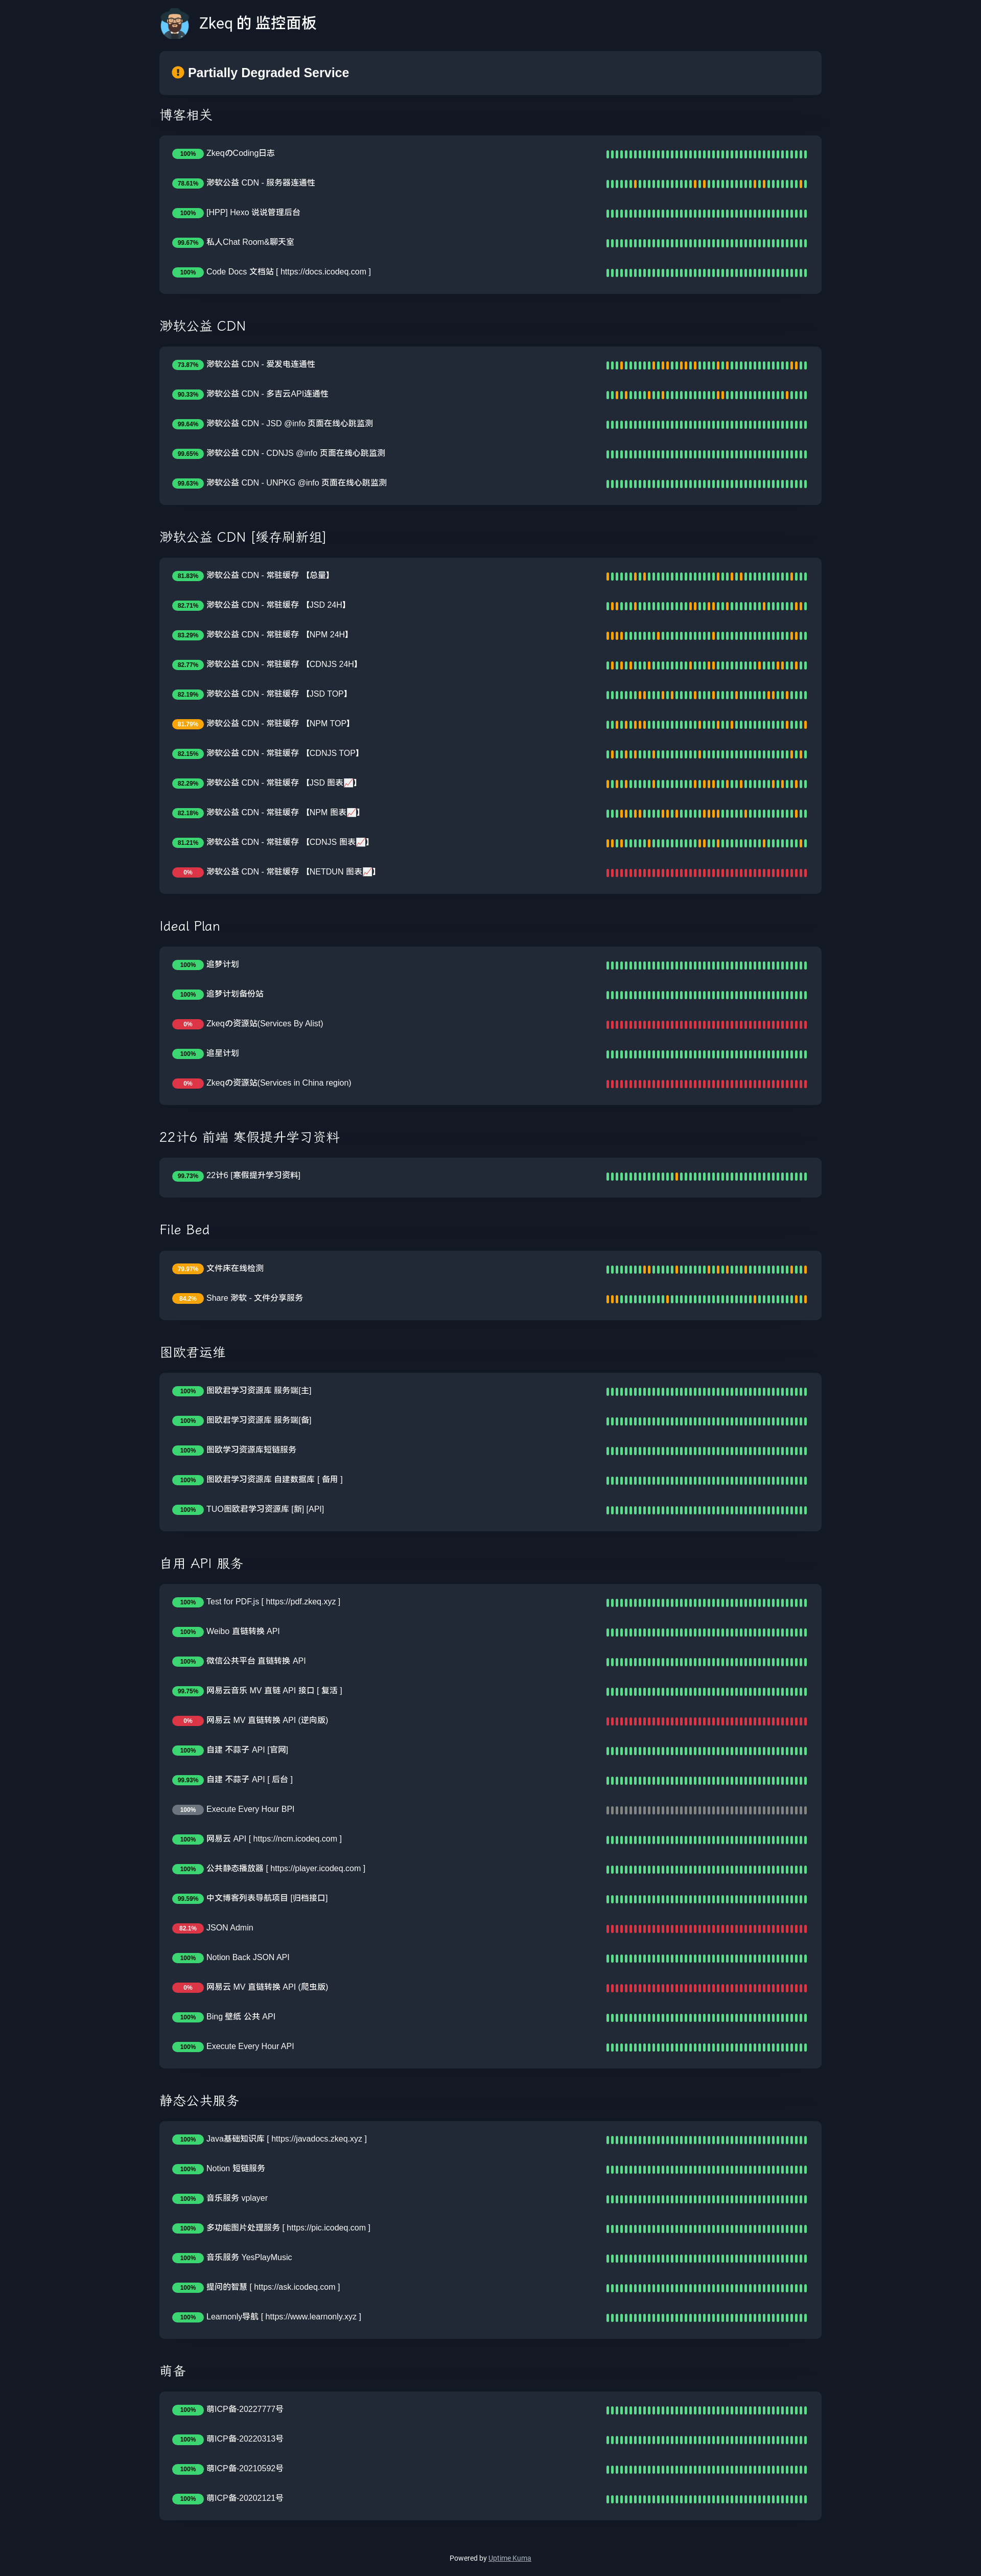 Zkeq 的 监控面板
Partially Degraded Service
博客相关
100% ZkeqのCoding日志
78.61% 渺软公益 CDN - 服务器连通性
100% [HPP] Hexo 说说管理后台
99.67% 私人Chat Room&聊天室
100% Code Docs 文档站 [ https://docs.icodeq.com ]
渺软公益 CDN
73.87% 渺软公益 CDN - 爱发电连通性
90.33% 渺软公益 CDN - 多吉云API连通性
99.64% 渺软公益 CDN - JSD @info 页面在线心跳监测
99.65% 渺软公益 CDN - CDNJS @info 页面在线心跳监测
99.63% 渺软公益 CDN - UNPKG @info 页面在线心跳监测
渺软公益 CDN [缓存刷新组]
81.83% 渺软公益 CDN - 常驻缓存 【总量】
82.71% 渺软公益 CDN - 常驻缓存 【JSD 24H】
83.29% 渺软公益 CDN - 常驻缓存 【NPM 24H】
82.77% 渺软公益 CDN - 常驻缓存 【CDNJS 24H】
82.19% 渺软公益 CDN - 常驻缓存 【JSD TOP】
81.79% 渺软公益 CDN - 常驻缓存 【NPM TOP】
82.15% 渺软公益 CDN - 常驻缓存 【CDNJS TOP】
82.29% 渺软公益 CDN - 常驻缓存 【JSD 图表📈】
82.18% 渺软公益 CDN - 常驻缓存 【NPM 图表📈】
81.21% 渺软公益 CDN - 常驻缓存 【CDNJS 图表📈】
0% 渺软公益 CDN - 常驻缓存 【NETDUN 图表📈】
Ideal Plan
100% 追梦计划
100% 追梦计划备份站
0% Zkeqの资源站(Services By Alist)
100% 追星计划
0% Zkeqの资源站(Services in China region)
22计6 前端 寒假提升学习资料
99.73% 22计6 [寒假提升学习资料]
File Bed
79.97% 文件床在线检测
84.2% Share 渺软 - 文件分享服务
图欧君运维
100% 图欧君学习资源库 服务端[主]
100% 图欧君学习资源库 服务端[备]
100% 图欧学习资源库短链服务
100% 图欧君学习资源库 自建数据库 [ 备用 ]
100% TUO图欧君学习资源库 [新] [API]
自用 API 服务
100% Test for PDF.js [ https://pdf.zkeq.xyz ]
100% Weibo 直链转换 API
100% 微信公共平台 直链转换 API
99.75% 网易云音乐 MV 直链 API 接口 [ 复活 ]
0% 网易云 MV 直链转换 API (逆向版)
100% 自建 不蒜子 API [官网]
99.93% 自建 不蒜子 API [ 后台 ]
100% Execute Every Hour BPI
100% 网易云 API [ https://ncm.icodeq.com ]
100% 公共静态播放器 [ https://player.icodeq.com ]
99.59% 中文博客列表导航项目 [归档接口]
82.1% JSON Admin
100% Notion Back JSON API
0% 网易云 MV 直链转换 API (爬虫版)
100% Bing 壁纸 公共 API
100% Execute Every Hour API
静态公共服务
100% Java基础知识库 [ https://javadocs.zkeq.xyz ]
100% Notion 短链服务
100% 音乐服务 vplayer
100% 多功能图片处理服务 [ https://pic.icodeq.com ]
100% 音乐服务 YesPlayMusic
100% 提问的智慧 [ https://ask.icodeq.com ]
100% Learnonly导航 [ https://www.learnonly.xyz ]
萌备
100% 萌ICP备-20227777号
100% 萌ICP备-20220313号
100% 萌ICP备-20210592号
100% 萌ICP备-20202121号
Powered by Uptime Kuma